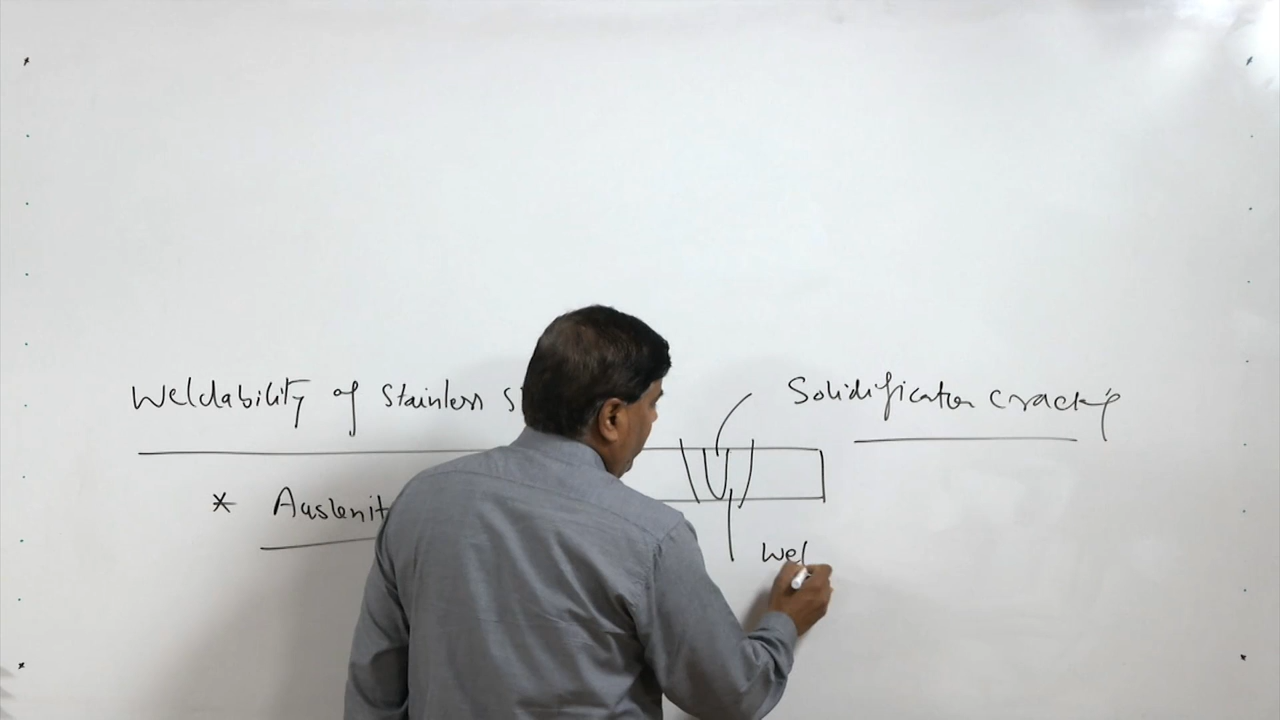 Weldability of Stainless S
Solidification cracking
* Austenit
Wel